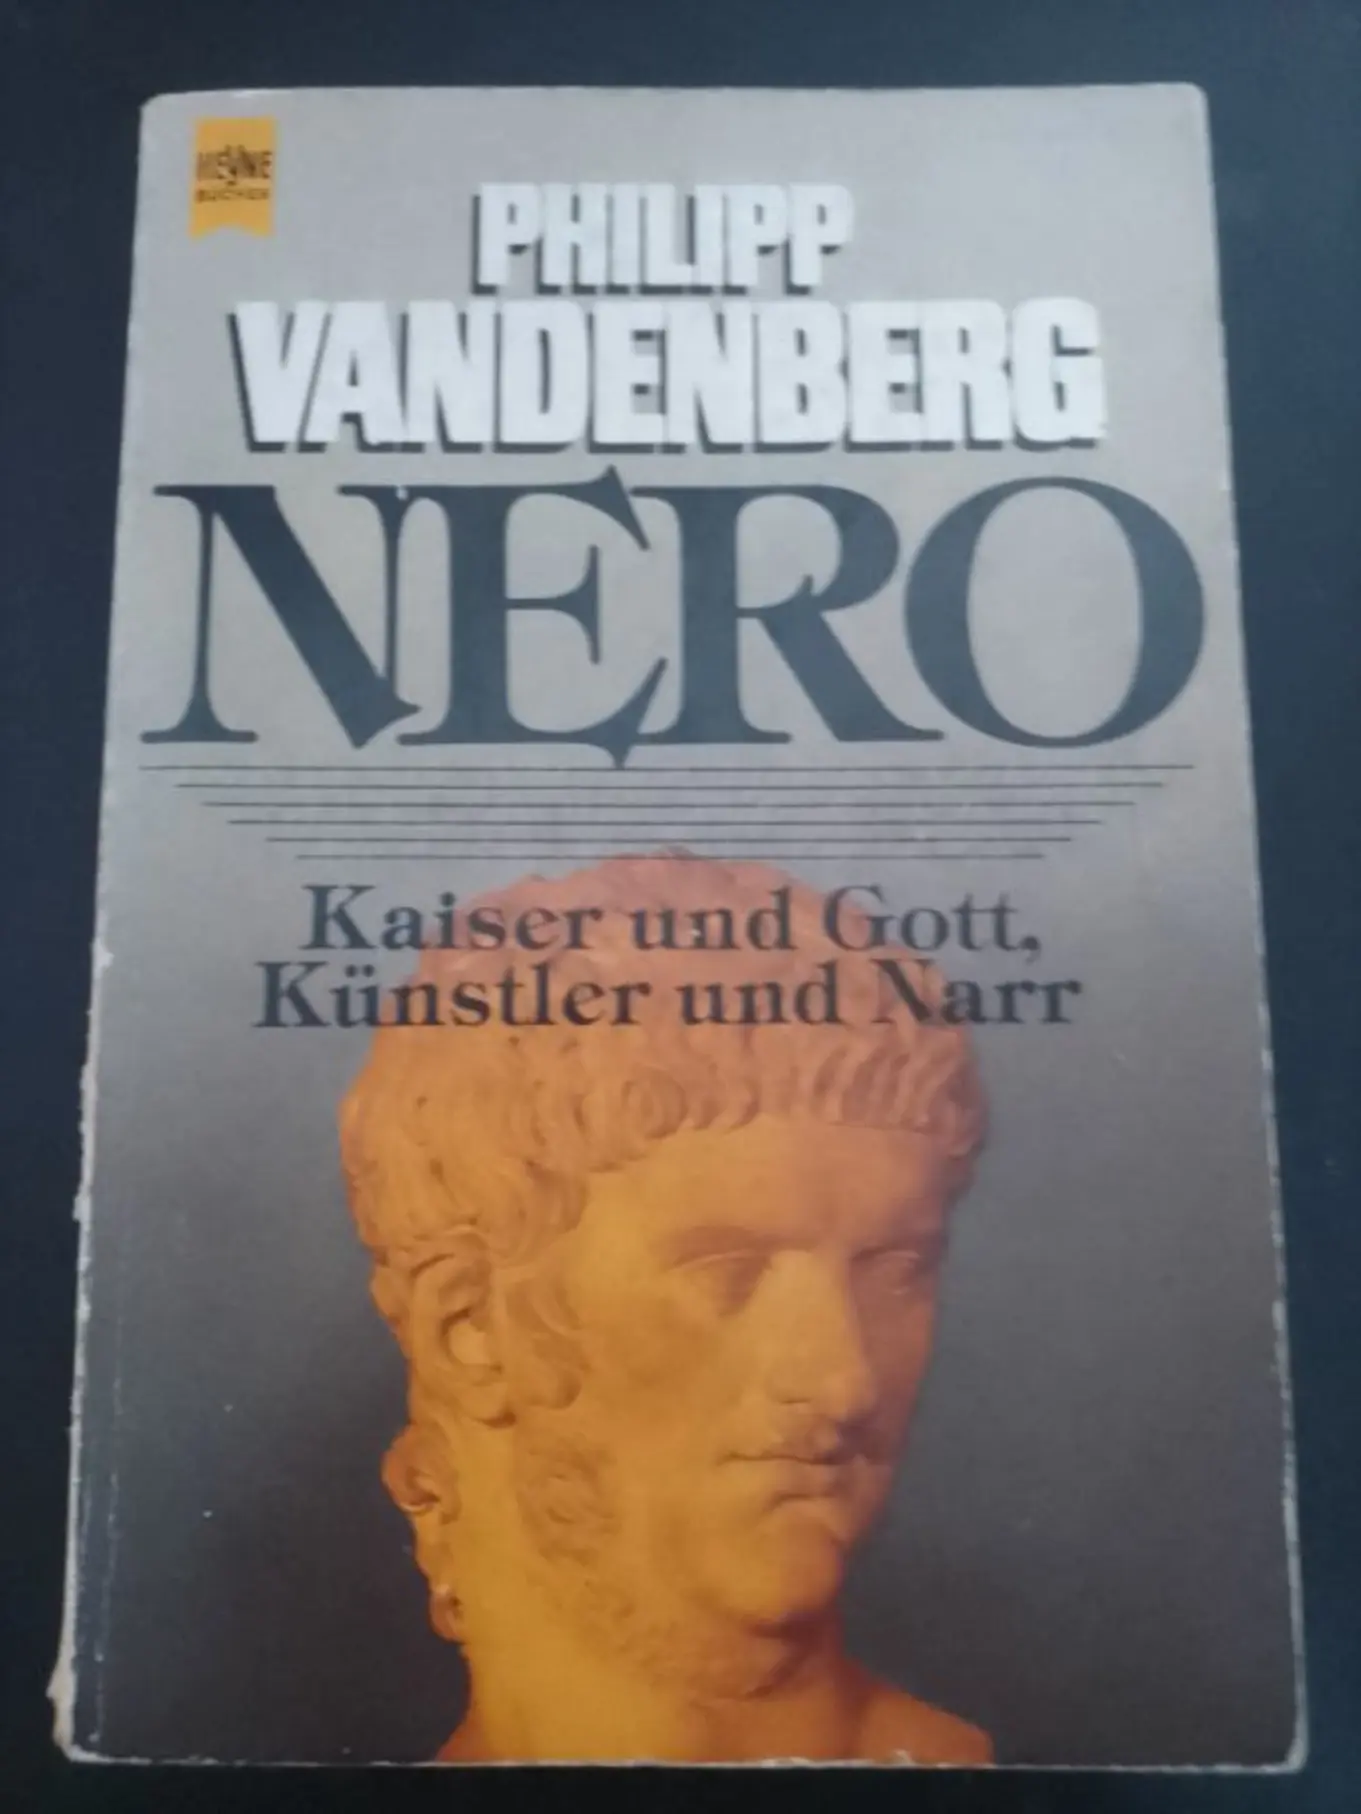 HEYNE
BÜCHER
PHILIPP
VANDENBERG
NERO
Kaiser und Gott,
Künstler und Narr